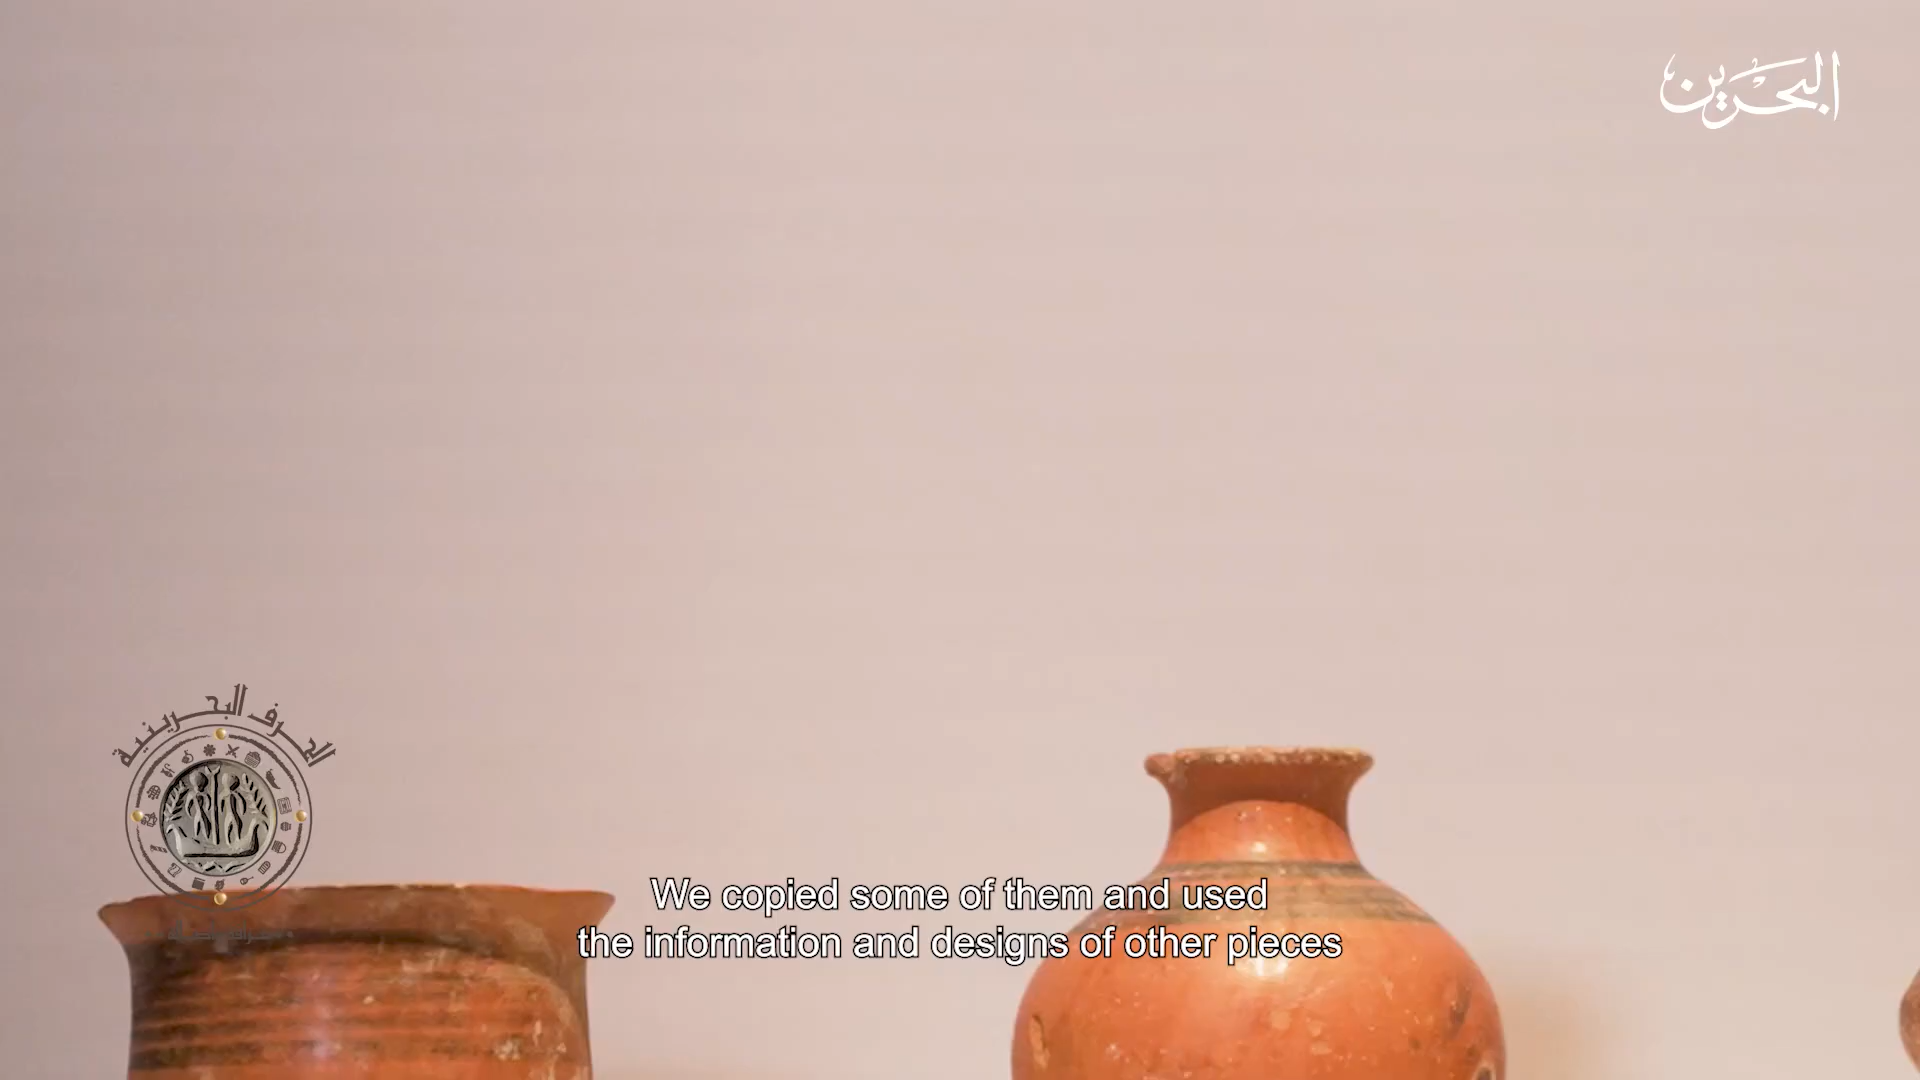 البحرين
الحرف البحرينية
We copied some of them and used
the information and designs of other pieces